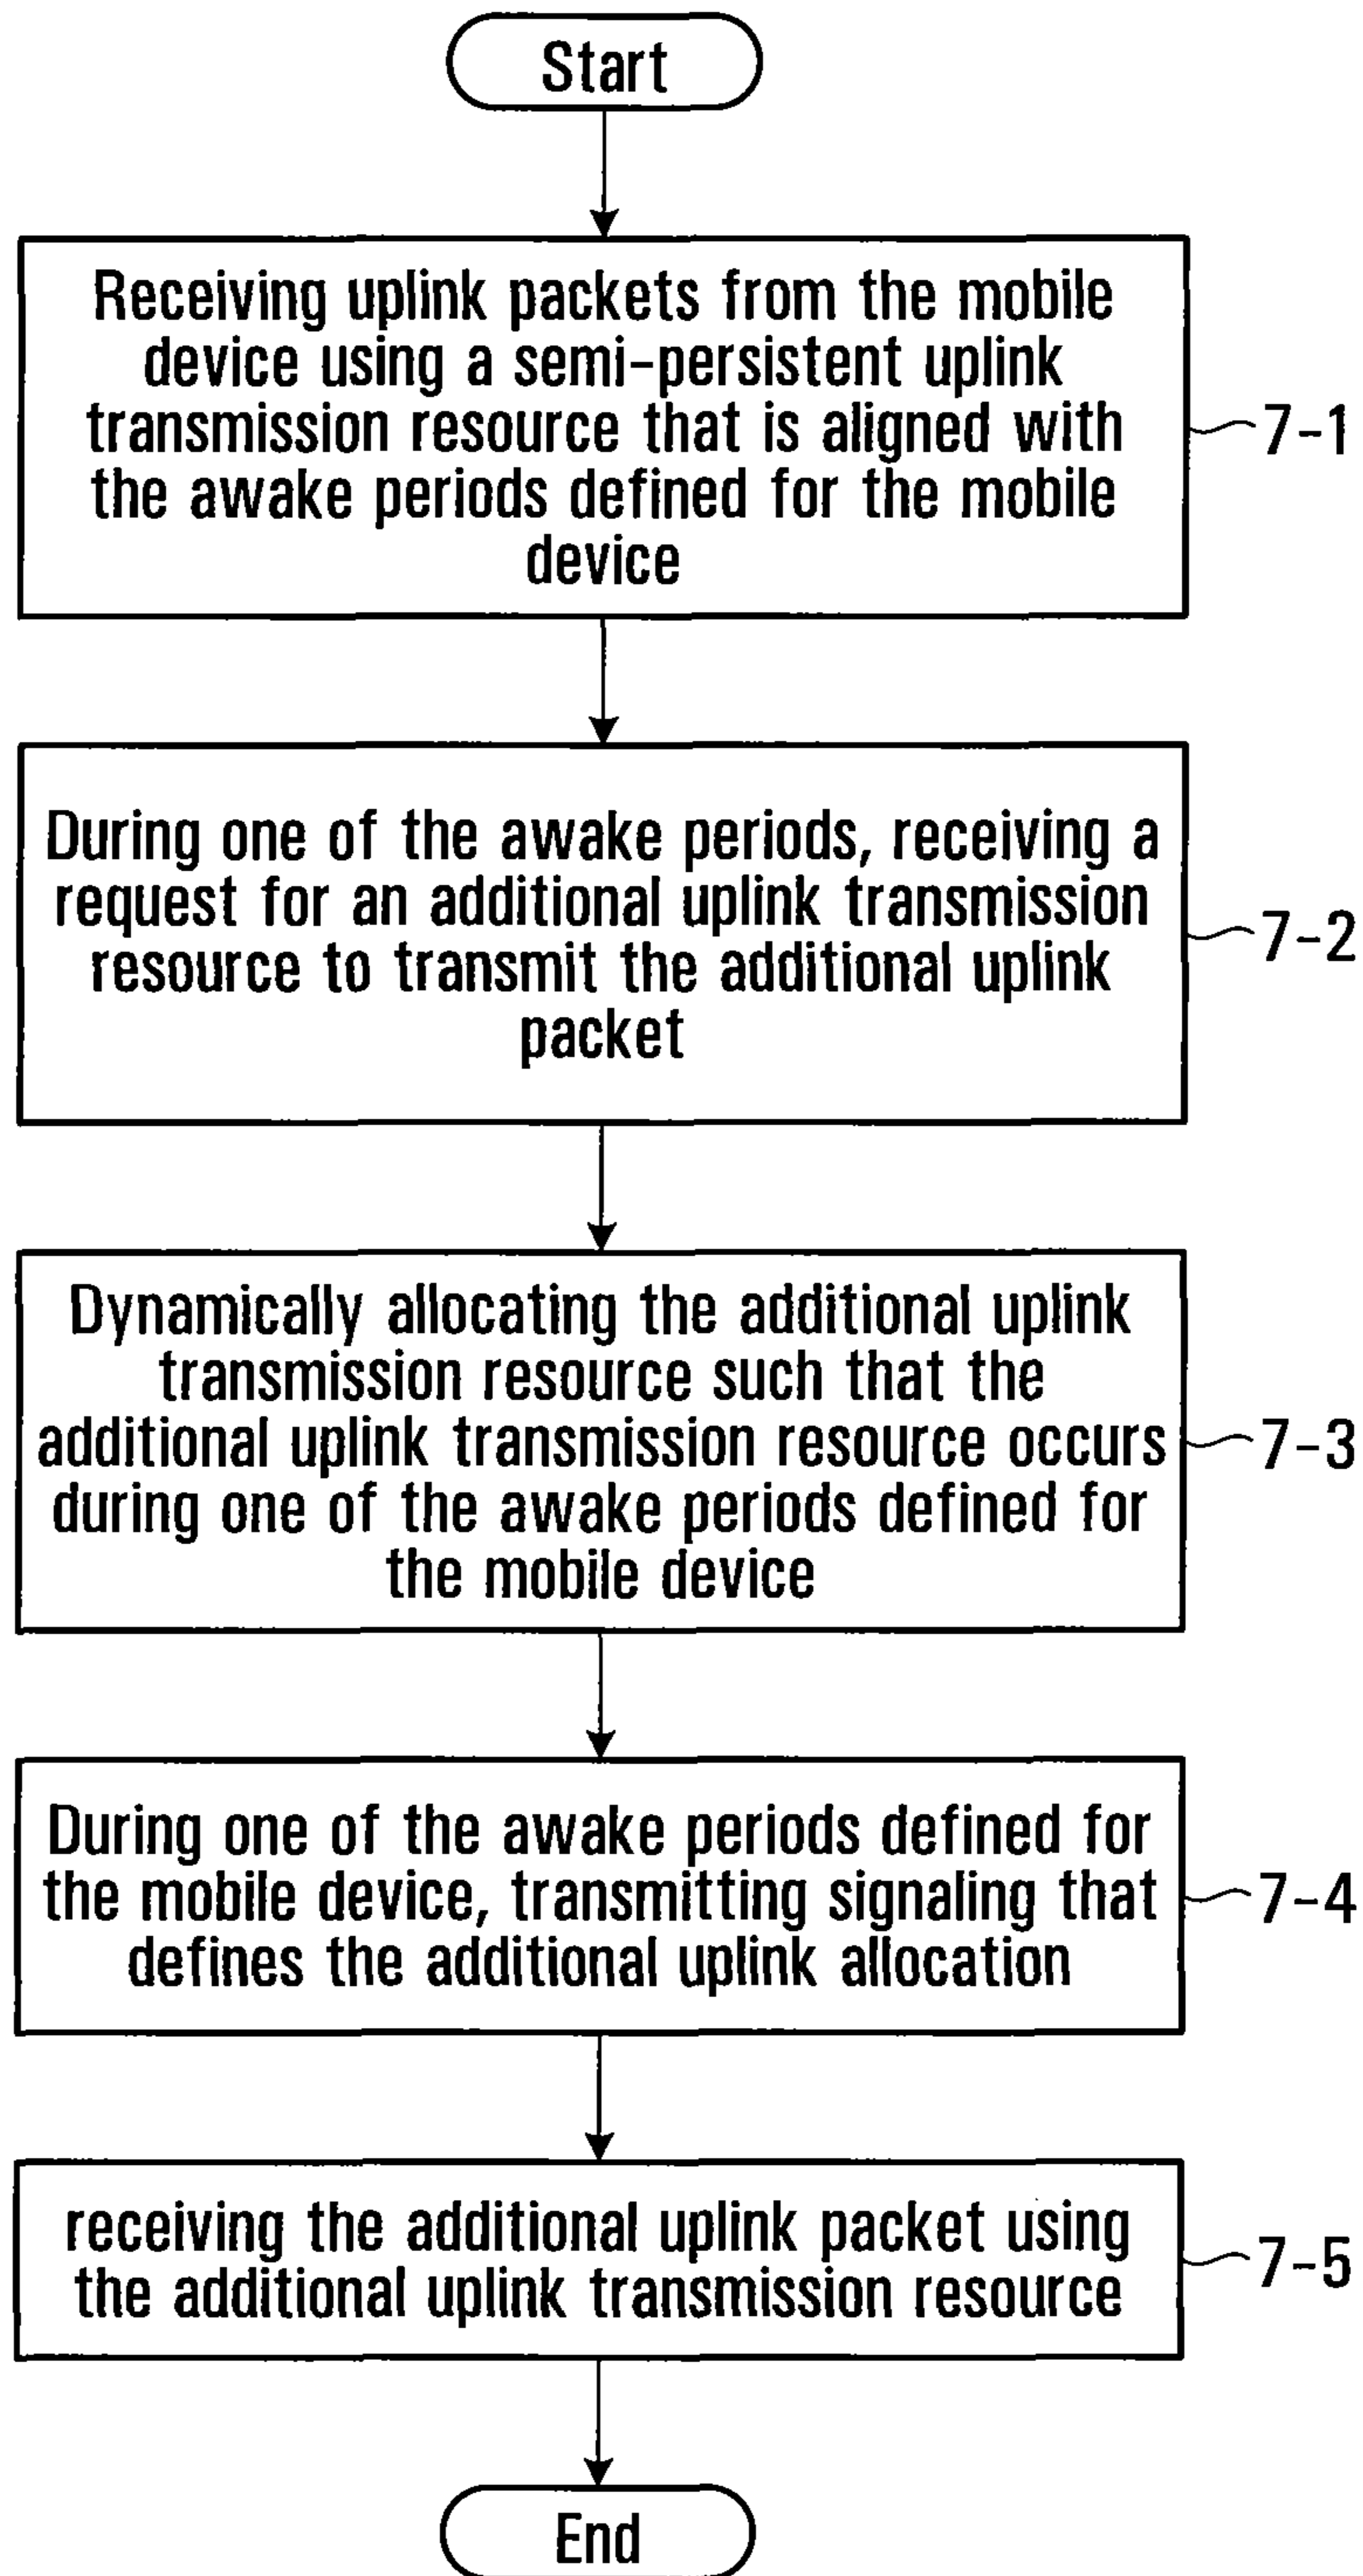 Start
Receiving uplink packets from the mobile
device using a semi-persistent uplink
transmission resource that is aligned with
the awake periods defined for the mobile
device
7-1
During one of the awake periods, receiving a
request for an additional uplink transmission
resource to transmit the additional uplink
packet
7-2
Dynamically allocating the additional uplink
transmission resource such that the
additional uplink transmission resource occurs
during one of the awake periods defined for
the mobile device
7-3
During one of the awake periods defined for
the mobile device, transmitting signaling that
defines the additional uplink allocation
7-4
receiving the additional uplink packet using
the additional uplink transmission resource
7-5
End